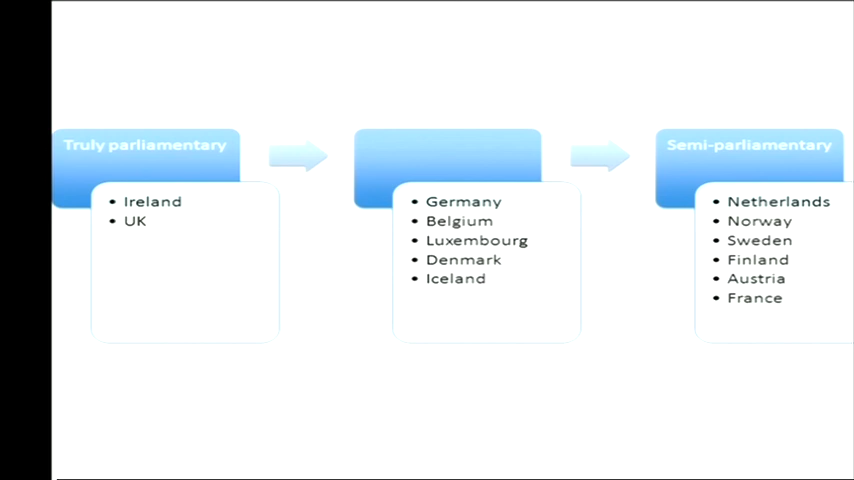 Truly parliamentary
• Ireland
• UK
• Germany
• Belgium
• Luxembourg
• Denmark
• Iceland
Semi-parliamentary
• Netherlands
• Norway
• Sweden
• Finland
• Austria
• France